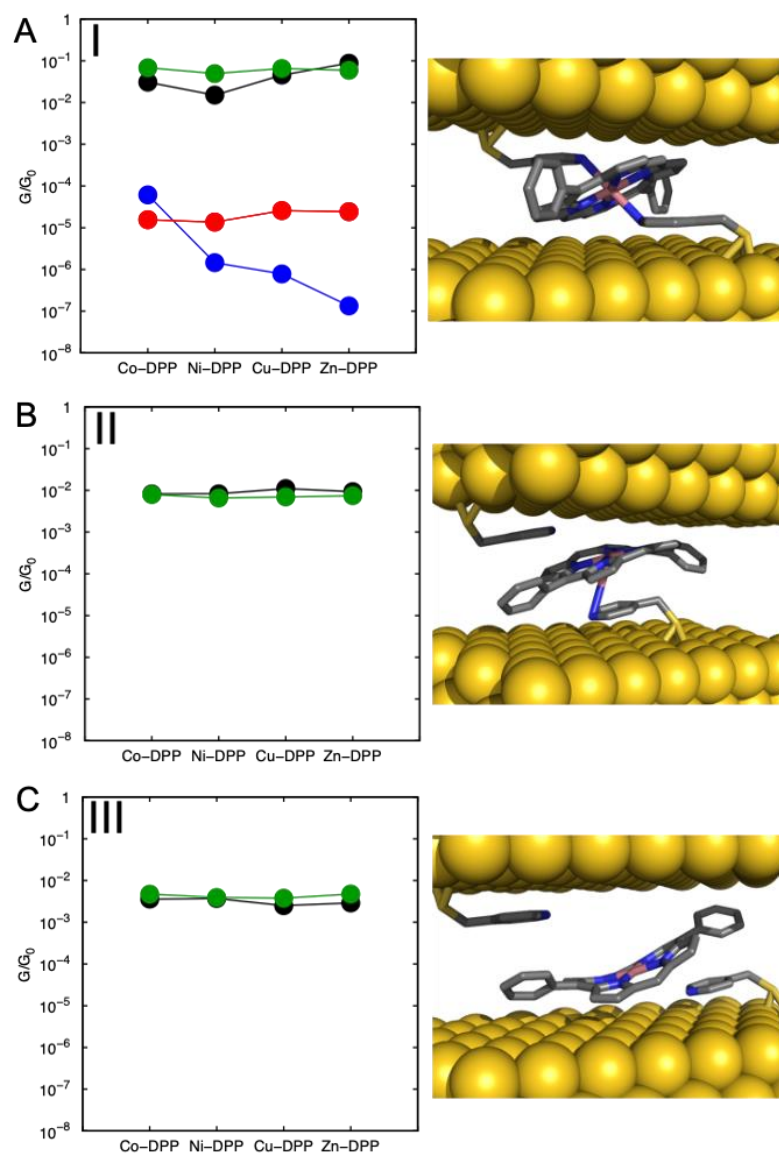 A
I
1
10⁻¹
10⁻²
10⁻³
10⁻⁴
10⁻⁵
10⁻⁶
10⁻⁷
10⁻⁸
G/G₀
Co–DPP Ni–DPP Cu–DPP Zn–DPP
B
II
1
10⁻¹
10⁻²
10⁻³
10⁻⁴
10⁻⁵
10⁻⁶
10⁻⁷
10⁻⁸
G/G₀
Co–DPP Ni–DPP Cu–DPP Zn–DPP
C
III
1
10⁻¹
10⁻²
10⁻³
10⁻⁴
10⁻⁵
10⁻⁶
10⁻⁷
10⁻⁸
G/G₀
Co–DPP Ni–DPP Cu–DPP Zn–DPP